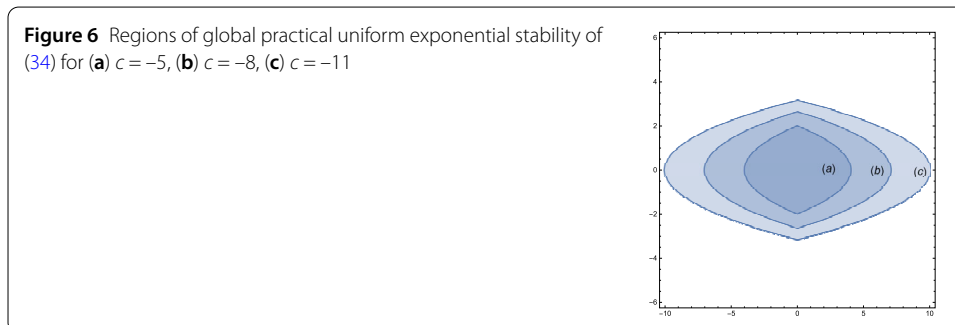 Figure 6 Regions of global practical uniform exponential stability of
(34) for (a) c = –5, (b) c = –8, (c) c = –11
6
4
2
0
−2
−4
−6
(a)
(b)
(c)
−10
−5
0
5
10